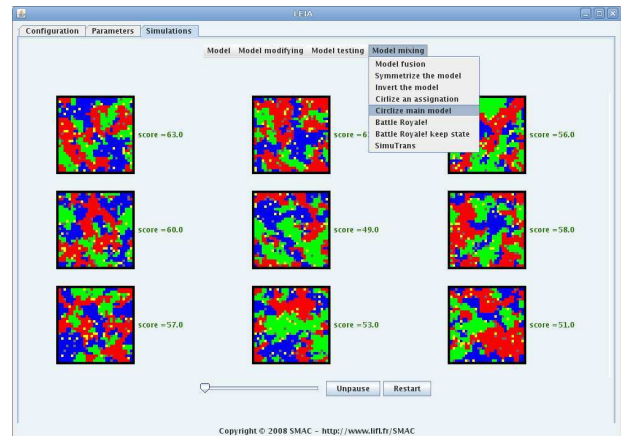 LEIA
Configuration Parameters Simulations
Model Model modifying Model testing Model mixing
Model fusion
Symmetrize the model
Invert the model
Cirlize an assignation
Circlize main model
Battle Royale!
Battle Royale! keep state
SimuTrans
score =63.0
score =56.0
score =60.0
score =49.0
score =58.0
score =57.0
score =53.0
score =51.0
Unpause Restart
Copyright © 2008 SMAC - http://www.lifl.fr/SMAC